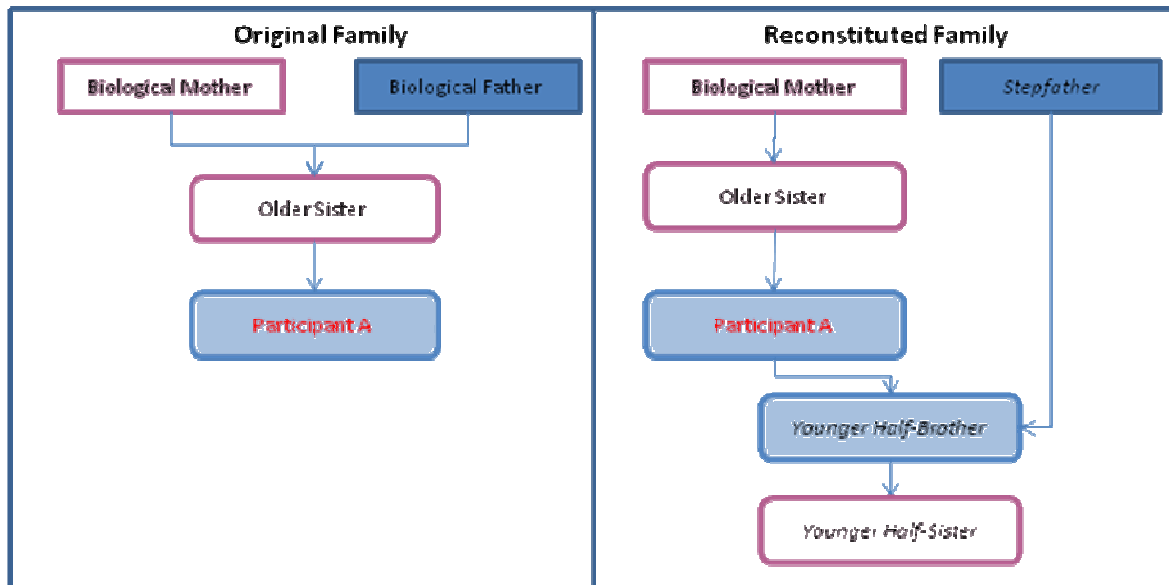 Original Family
Biological Mother
Biological Father
Older Sister
Participant A
Reconstituted Family
Biological Mother
Stepfather
Older Sister
Participant A
Younger Half-Brother
Younger Half-Sister